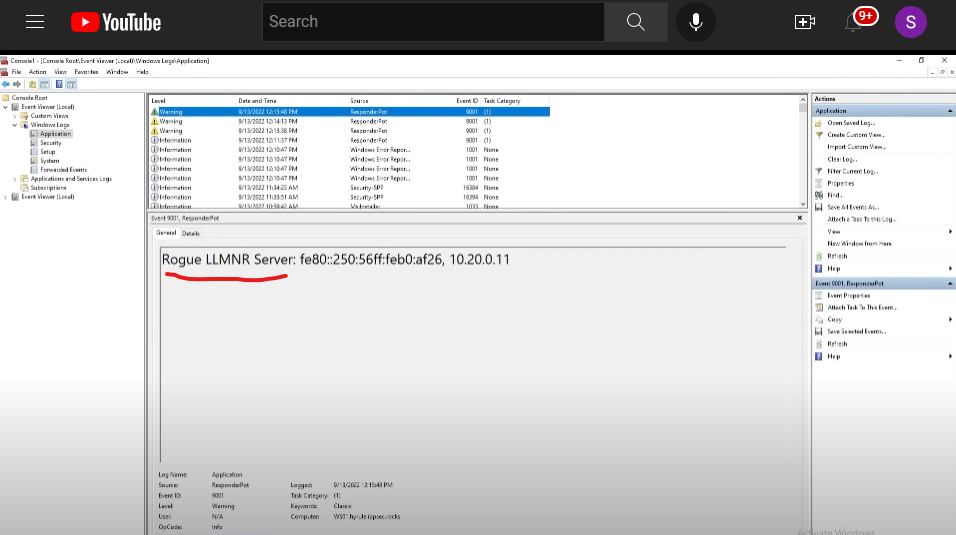 YouTube
Search
9+
S
Console1 - [Console Root\Event Viewer (Local)\Windows Logs\Application]
File Action View Favorites Window Help
Console Root
Event Viewer (Local)
Custom Views
Windows Logs
Application
Security
Setup
System
Forwarded Events
Applications and Services Logs
Subscriptions
Event Viewer (Local)
Level Date and Time Source Event ID Task Category
Warning 9/13/2022 12:15:48 PM ResponderPot 9001 (1)
Warning 9/13/2022 12:14:13 PM ResponderPot 9001 (1)
Warning 9/13/2022 12:13:38 PM ResponderPot 9001 (1)
Information 9/13/2022 12:11:37 PM ResponderPot 9001 (1)
Information 9/13/2022 12:10:47 PM Windows Error Repor... 1001 None
Information 9/13/2022 12:10:47 PM Windows Error Repor... 1001 None
Information 9/13/2022 12:10:47 PM Windows Error Repor... 1001 None
Information 9/13/2022 12:10:47 PM Windows Error Repor... 1001 None
Information 9/13/2022 11:34:23 AM Security-SPP 16384 None
Information 9/13/2022 11:33:51 AM Security-SPP 16394 None
Information 9/13/2022 10:59:42 AM MsiInstaller 1033 None
Event 9001, ResponderPot
General Details
Rogue LLMNR Server: fe80::250:56ff:feb0:af26, 10.20.0.11
Log Name: Application
Source: ResponderPot Logged: 9/13/2022 12:15:48 PM
Event ID: 9001 Task Category: (1)
Level: Warning Keywords: Classic
User: N/A Computer: WS01.hyrule.ippsec.rocks
OpCode: Info
Actions
Application
Open Saved Log...
Create Custom View...
Import Custom View...
Clear Log...
Filter Current Log...
Properties
Find...
Save All Events As...
Attach a Task To this Log...
View
New Window from Here
Refresh
Help
Event 9001, ResponderPot
Event Properties
Attach Task To This Event...
Copy
Save Selected Events...
Refresh
Help
Activate Windows